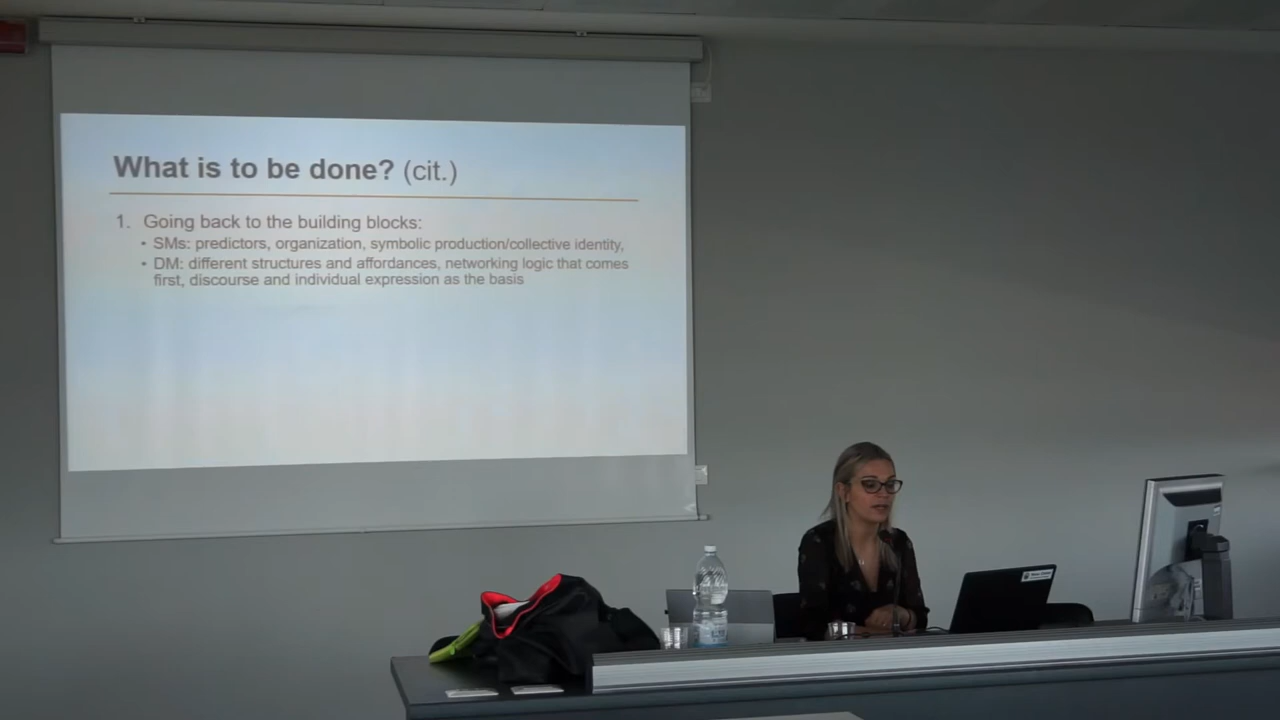 What is to be done? (cit.)
1. Going back to the building blocks:
• SMs: predictors, organization, symbolic production/collective identity,
• DM: different structures and affordances, networking logic that comes
first, discourse and individual expression as the basis